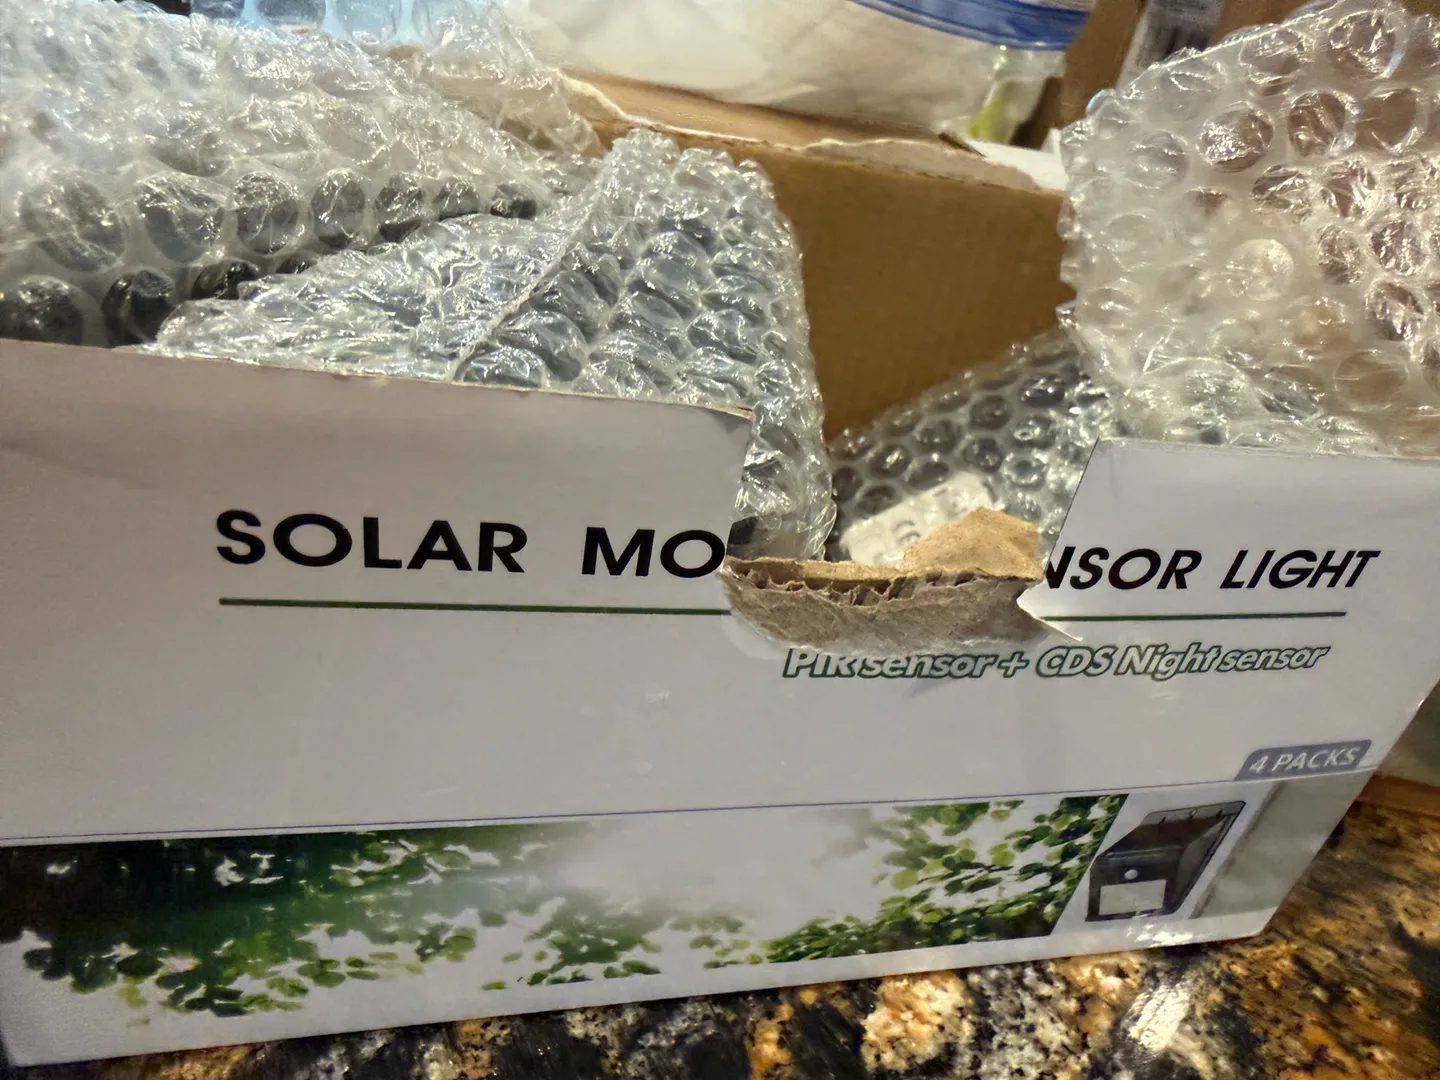 SOLAR MO NSOR LIGHT
PIR sensor + CDS Night sensor
4 PACKS